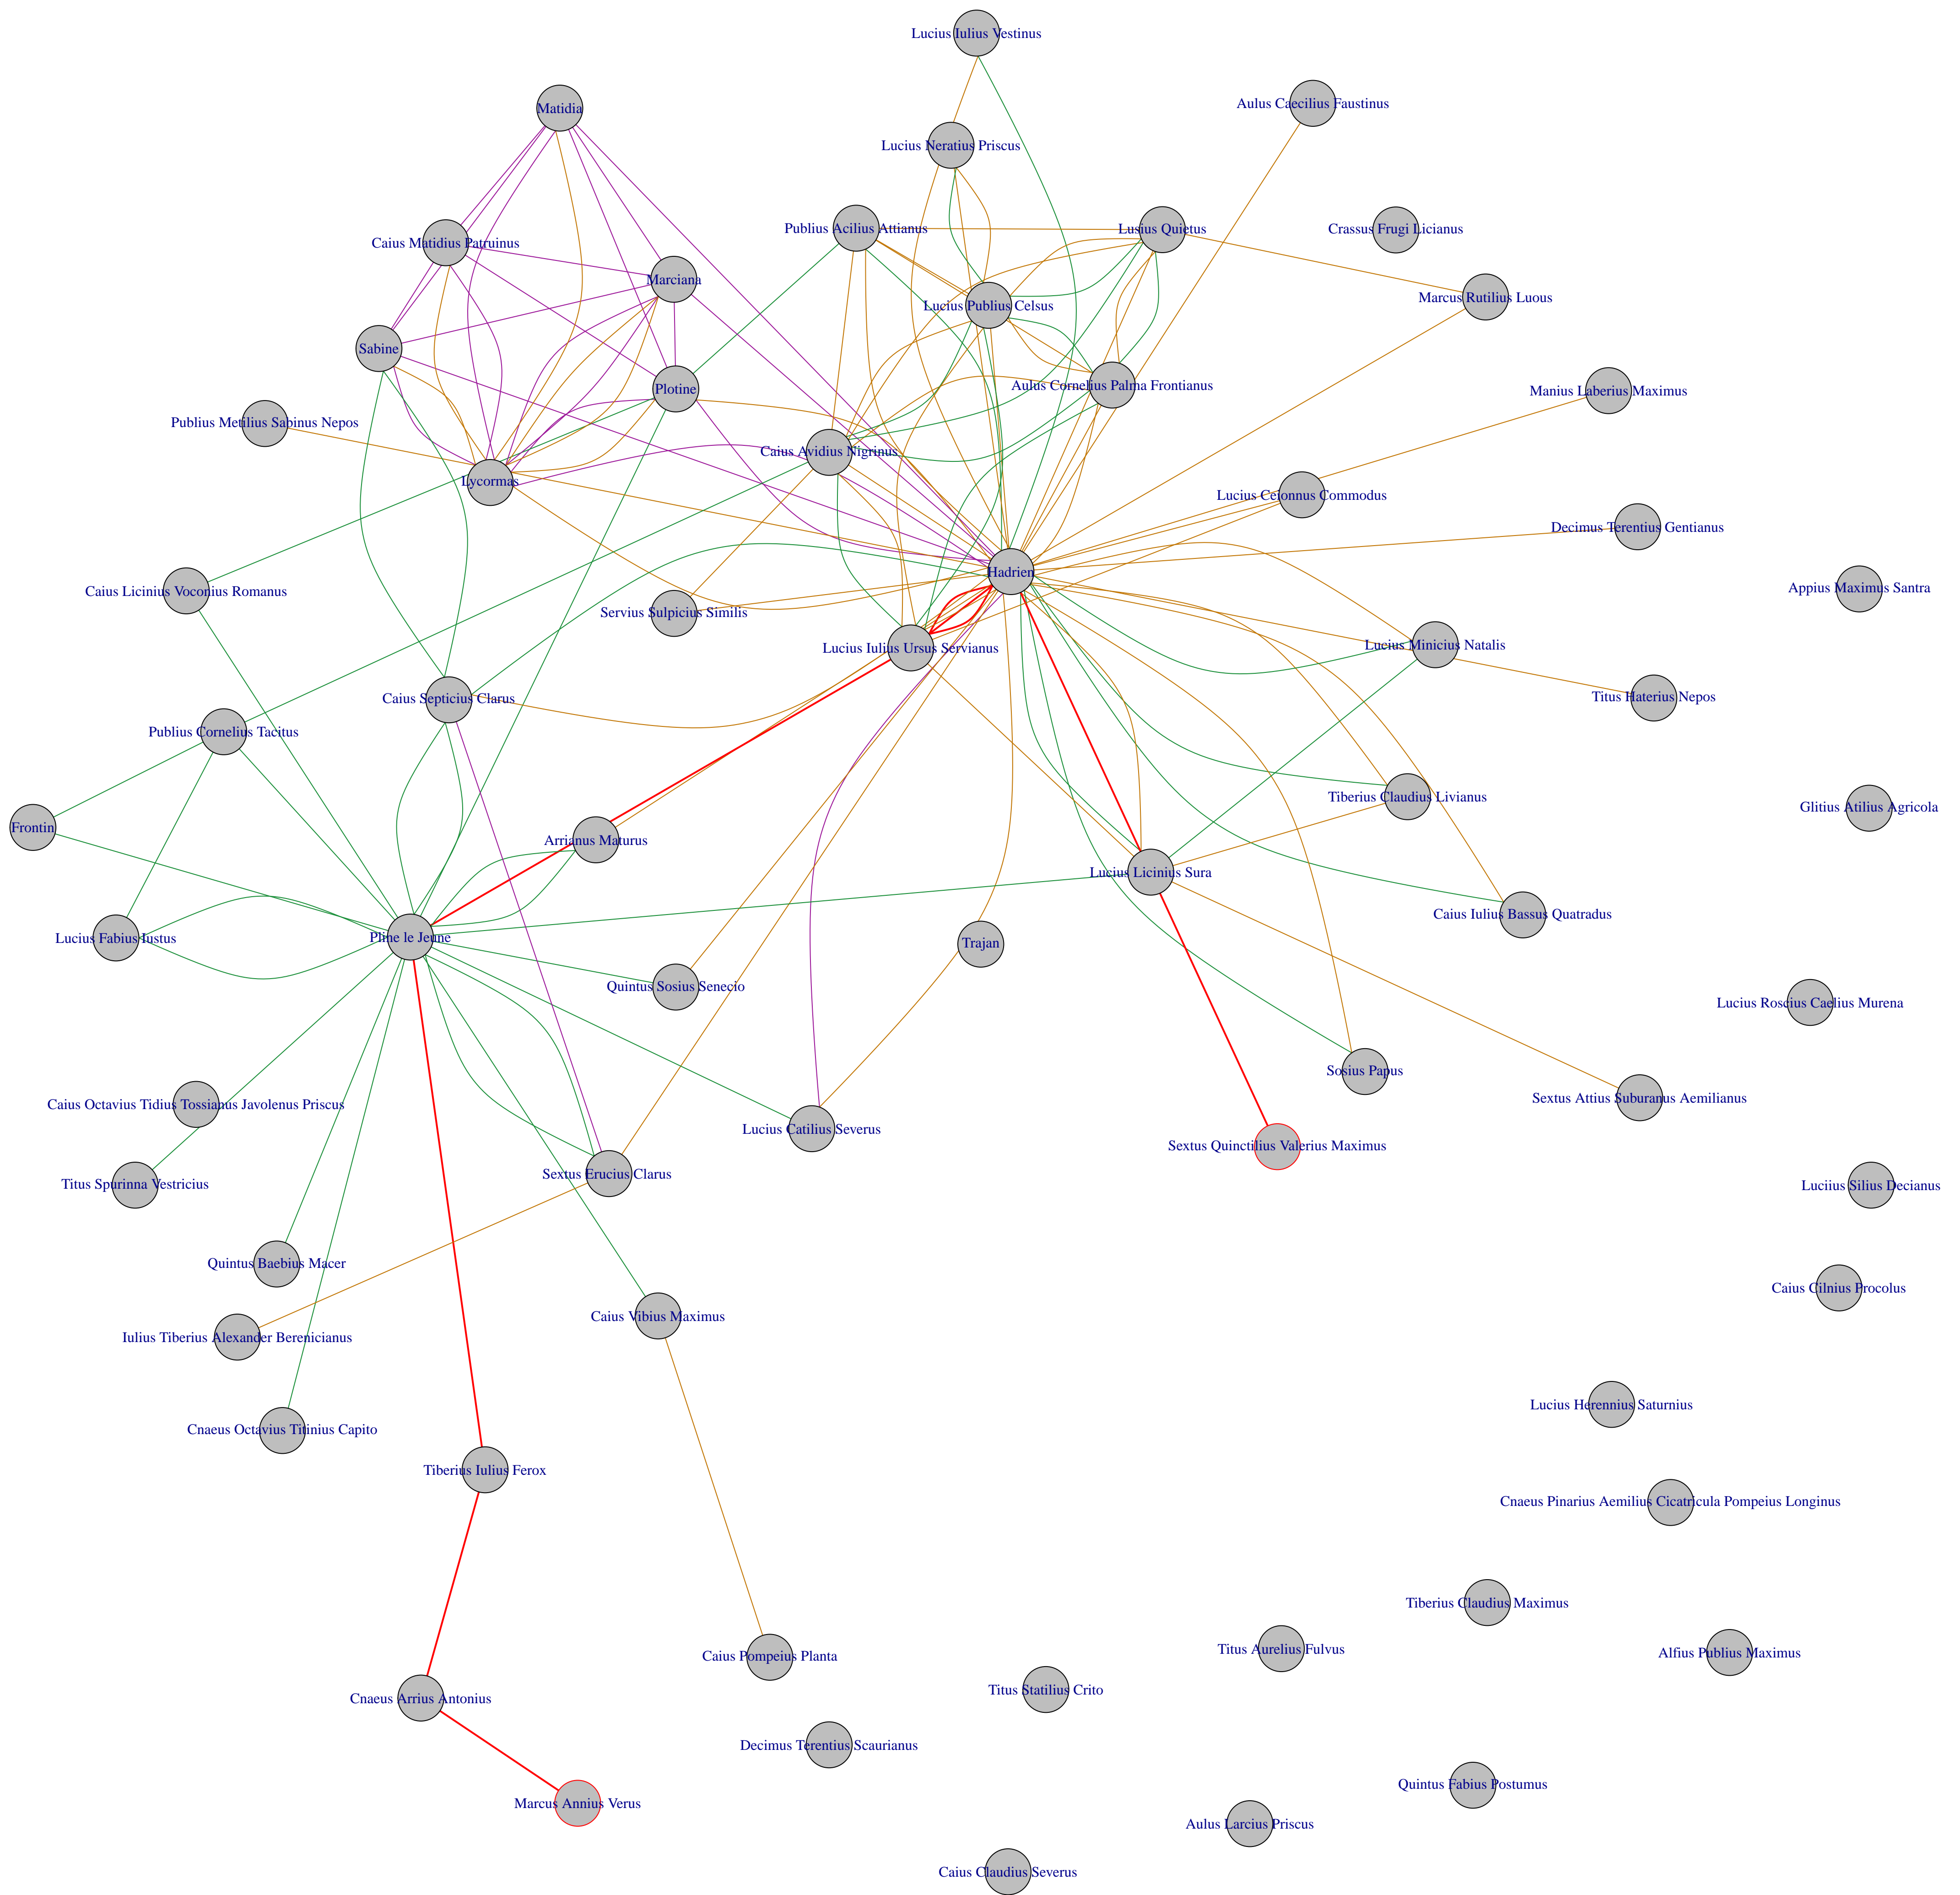 Lucius Iulius Vestinus
Matidia
Aulus Caecilius Faustinus
Lucius Neratius Priscus
Publius Acilius Attianus
Lusius Quietus
Crassus Frugi Licianus
Caius Matidius Patruinus
Marciana
Marcus Rutilius Luous
Lucius Publius Celsus
Sabine
Plotine
Aulus Cornelius Palma Frontianus
Manius Laberius Maximus
Publius Metilius Sabinus Nepos
Caius Avidius Nigrinus
Lycormas
Lucius Ceionnus Commodus
Decimus Terentius Gentianus
Hadrien
Caius Licinius Voconius Romanus
Appius Maximus Santra
Servius Sulpicius Similis
Lucius Iulius Ursus Servianus
Lucius Minicius Natalis
Caius Septicius Clarus
Titus Haterius Nepos
Publius Cornelius Tacitus
Tiberius Claudius Livianus
Glitius Atilius Agricola
Frontin
Arrianus Maturus
Lucius Licinius Sura
Caius Iulius Bassus Quatradus
Lucius Fabius Iustus
Pline le Jeune
Trajan
Quintus Sosius Senecio
Lucius Roscius Caelius Murena
Sosius Papus
Caius Octavius Tidius Tossianus Javolenus Priscus
Sextus Attius Suburanus Aemilianus
Lucius Catilius Severus
Sextus Quinctilius Valerius Maximus
Sextus Erucius Clarus
Titus Spurinna Vestricius
Luciius Silius Decianus
Quintus Baebius Macer
Caius Cilnius Procolus
Caius Vibius Maximus
Iulius Tiberius Alexander Berenicianus
Lucius Herennius Saturnius
Cnaeus Octavius Titinius Capito
Tiberius Iulius Ferox
Cnaeus Pinarius Aemilius Cicatricula Pompeius Longinus
Tiberius Claudius Maximus
Titus Aurelius Fulvus
Alfius Publius Maximus
Caius Pompeius Planta
Titus Statilius Crito
Cnaeus Arrius Antonius
Decimus Terentius Scaurianus
Quintus Fabius Postumus
Marcus Annius Verus
Aulus Larcius Priscus
Caius Claudius Severus